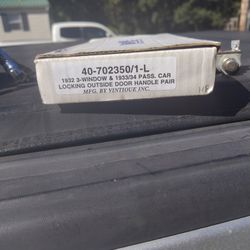 40-702350/1-L
1932 3-WINDOW & 1933/34 PASS. CAR
LOCKING OUTSIDE DOOR HANDLE PAIR
MFG. BY VINTIQUE INC.